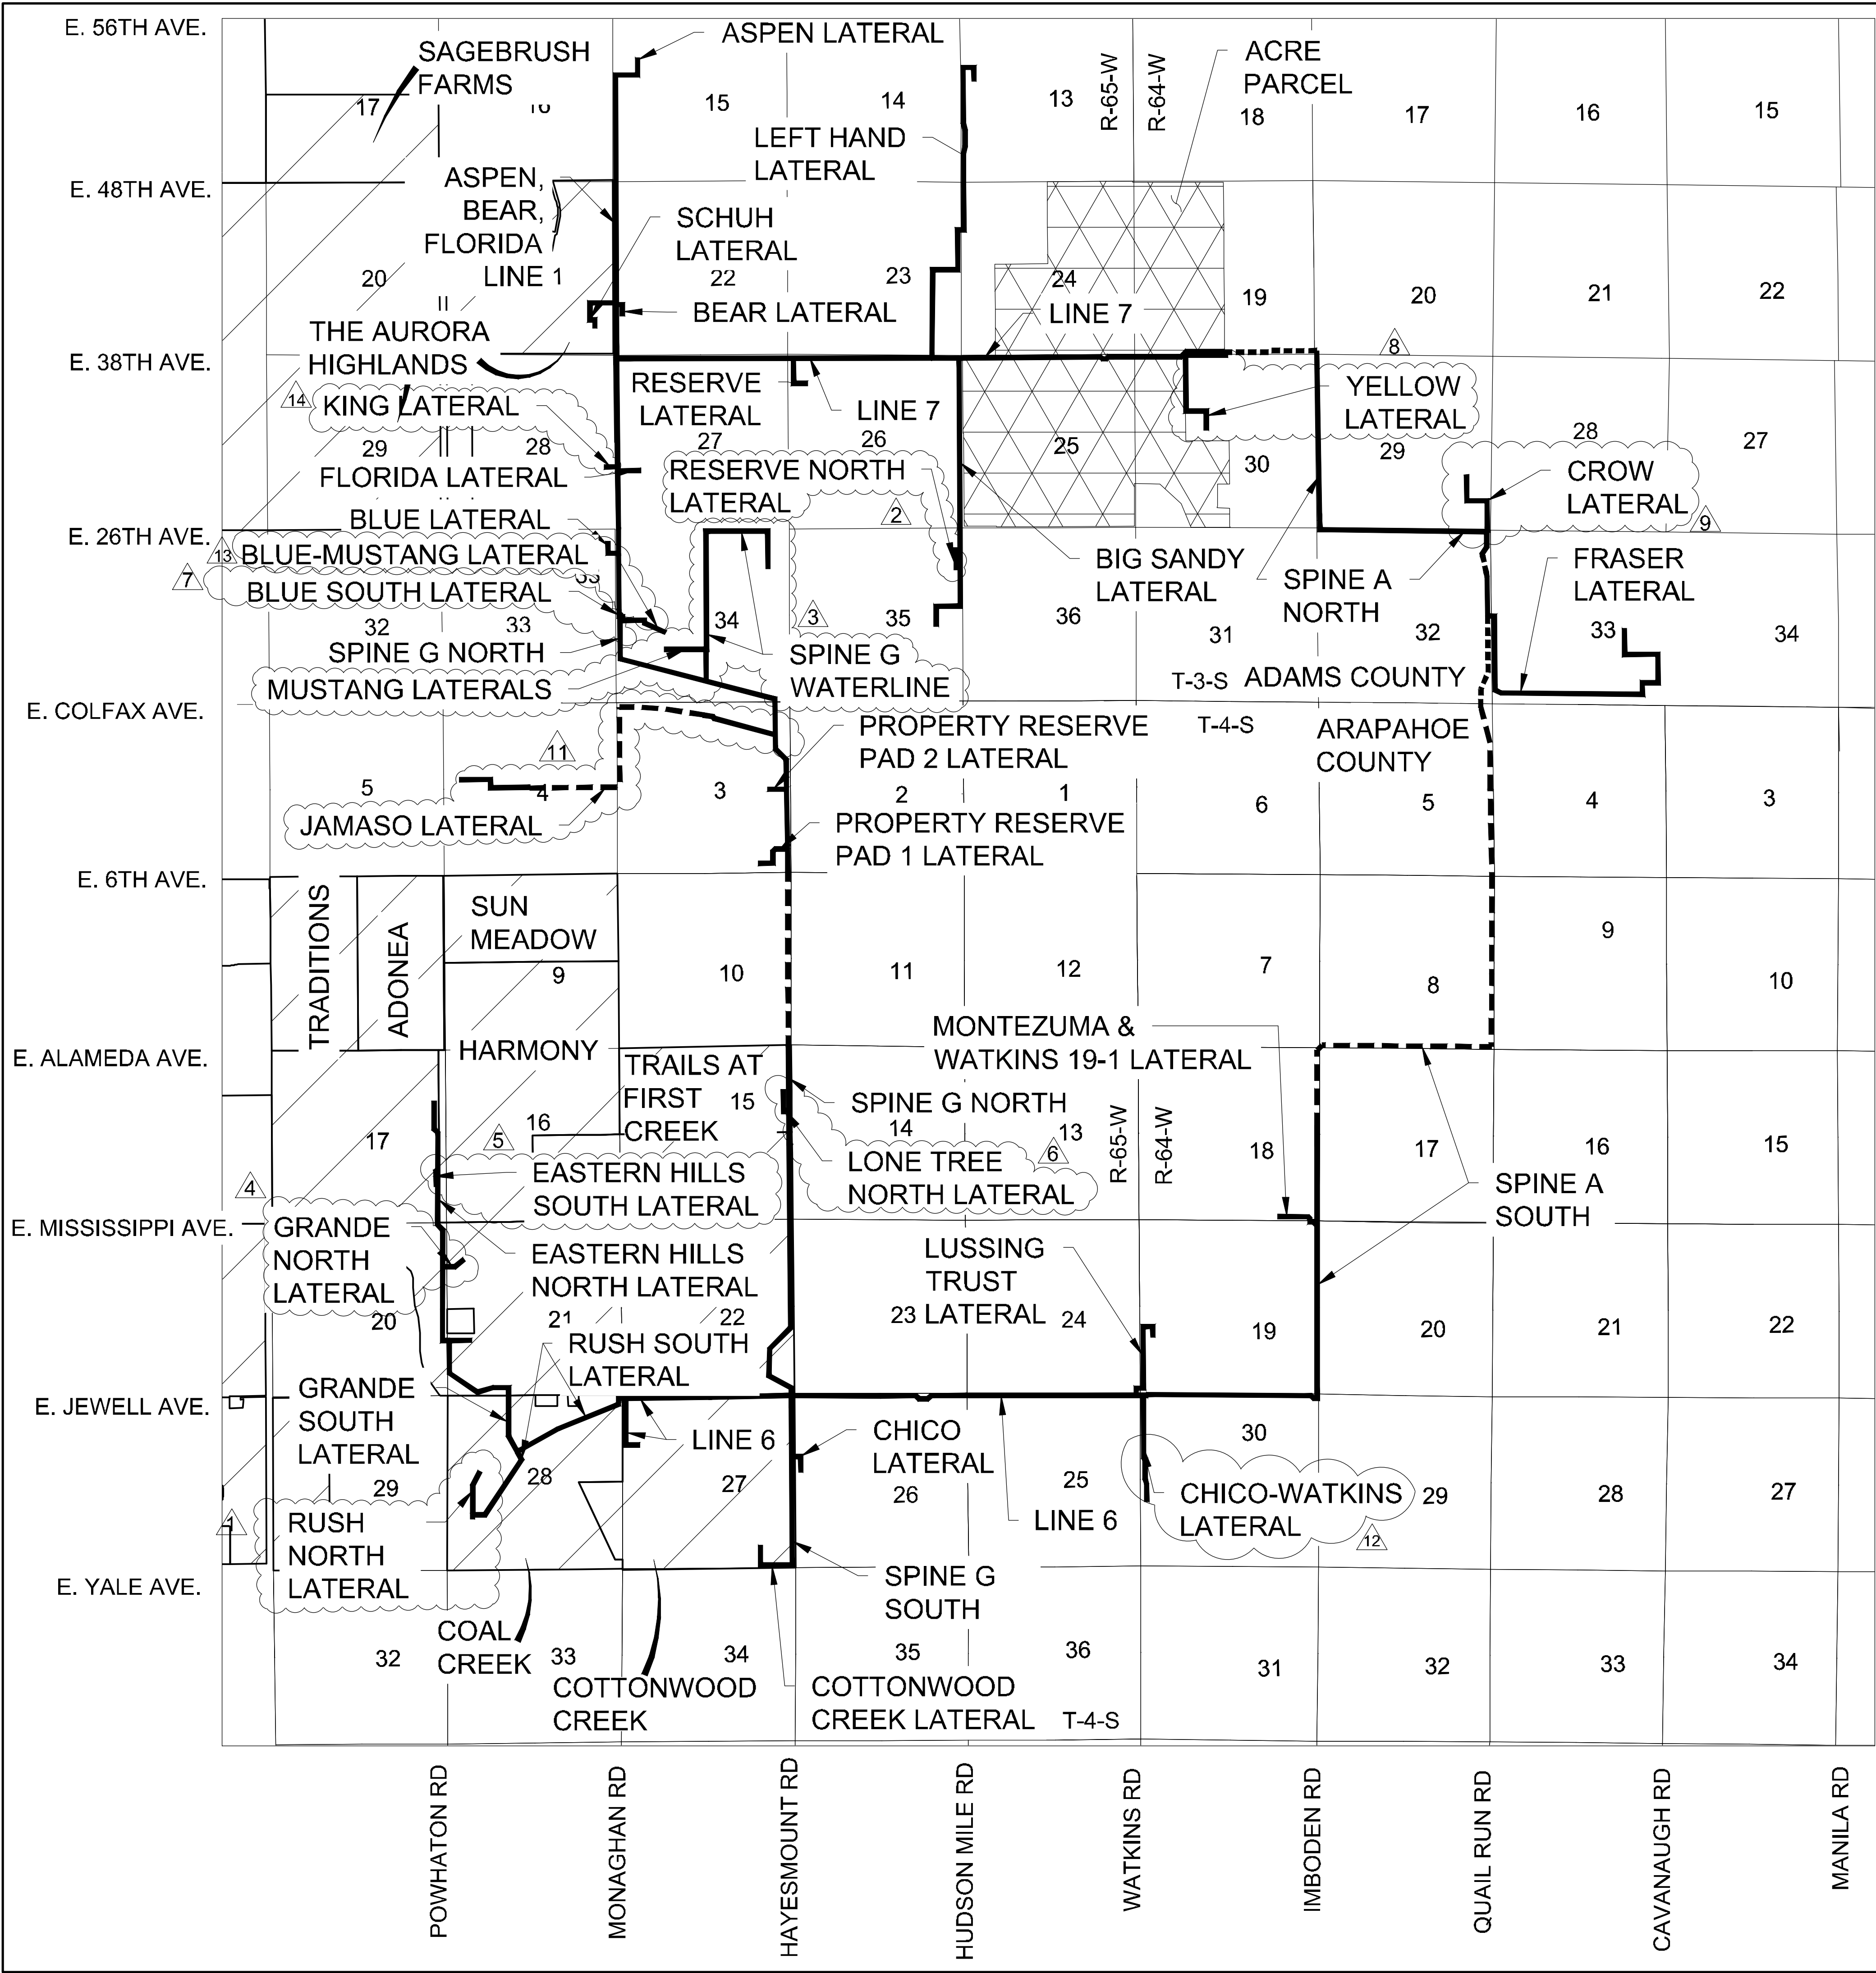 E. 56TH AVE.
SAGEBRUSH
FARMS
ASPEN LATERAL
ACRE
PARCEL
R-65-W
R-64-W
17
16
15
14
13
18
17
16
15
LEFT HAND
LATERAL
E. 48TH AVE.
ASPEN,
BEAR,
FLORIDA
LINE 1
SCHUH
LATERAL
20
22
23
24
19
20
21
22
BEAR LATERAL
LINE 7
THE AURORA
HIGHLANDS
E. 38TH AVE.
8
RESERVE
LATERAL
LINE 7
YELLOW
LATERAL
14
KING LATERAL
29
28
27
26
25
30
29
28
27
FLORIDA LATERAL
RESERVE NORTH
LATERAL
2
CROW
LATERAL
9
BLUE LATERAL
E. 26TH AVE.
13
BLUE-MUSTANG LATERAL
7
33
BLUE SOUTH LATERAL
BIG SANDY
LATERAL
SPINE A
NORTH
FRASER
LATERAL
32
33
34
3
35
36
31
32
33
34
SPINE G NORTH
SPINE G
WATERLINE
MUSTANG LATERALS
T-3-S
ADAMS COUNTY
E. COLFAX AVE.
T-4-S
ARAPAHOE
COUNTY
PROPERTY RESERVE
PAD 2 LATERAL
11
5
4
3
2
1
6
5
4
3
JAMASO LATERAL
PROPERTY RESERVE
PAD 1 LATERAL
E. 6TH AVE.
TRADITIONS
ADONEA
SUN
MEADOW
9
10
11
12
7
8
9
10
HARMONY
MONTEZUMA &
WATKINS 19-1 LATERAL
E. ALAMEDA AVE.
TRAILS AT
FIRST
CREEK
SPINE G NORTH
R-65-W
R-64-W
17
5
16
15
14
13
6
18
17
16
15
EASTERN HILLS
SOUTH LATERAL
LONE TREE
NORTH LATERAL
SPINE A
SOUTH
4
E. MISSISSIPPI AVE.
GRANDE
NORTH
LATERAL
EASTERN HILLS
NORTH LATERAL
LUSSING
TRUST
LATERAL
20
21
22
23
24
19
20
21
22
RUSH SOUTH
LATERAL
GRANDE
SOUTH
LATERAL
E. JEWELL AVE.
LINE 6
CHICO
LATERAL
29
28
27
26
25
30
29
28
27
LINE 6
CHICO-WATKINS
LATERAL
12
1
RUSH
NORTH
LATERAL
E. YALE AVE.
SPINE G
SOUTH
COAL
CREEK
32
33
34
35
36
31
32
33
34
COTTONWOOD
CREEK
COTTONWOOD
CREEK LATERAL
T-4-S
POWHATON RD
MONAGHAN RD
HAYESMOUNT RD
HUDSON MILE RD
WATKINS RD
IMBODEN RD
QUAIL RUN RD
CAVANAUGH RD
MANILA RD